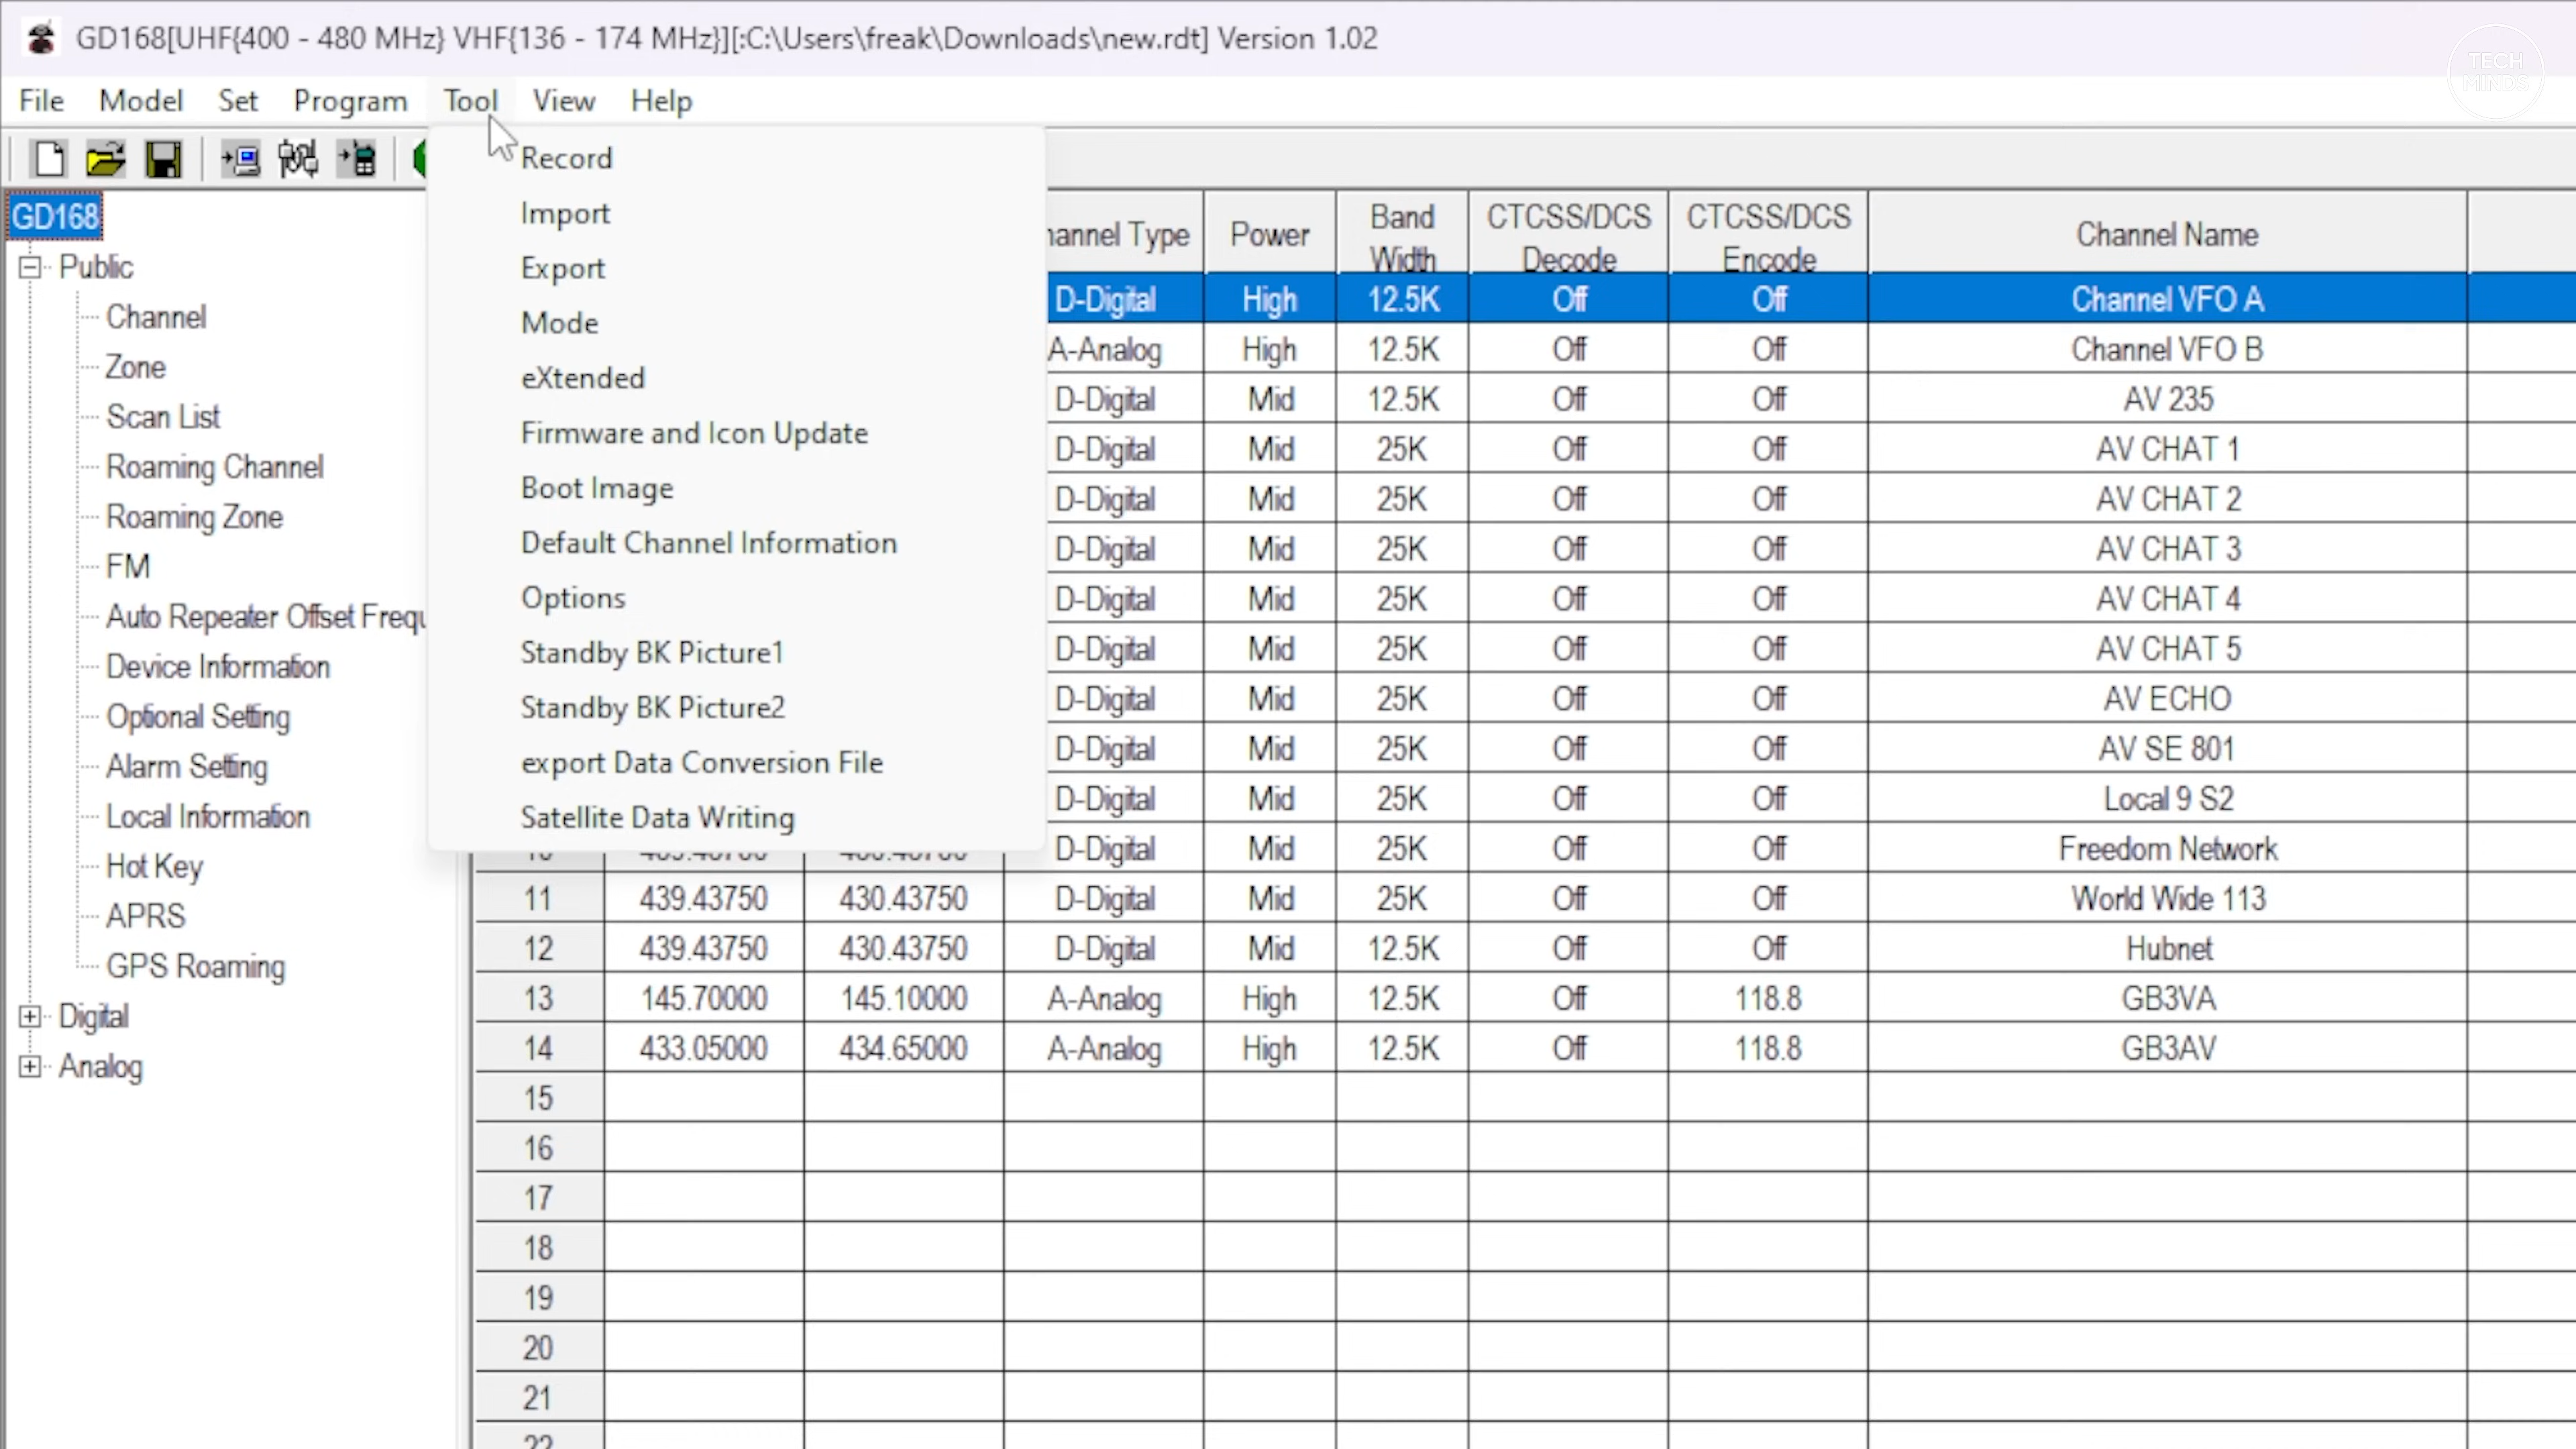 GD168[UHF{400 - 480 MHz} VHF{136 - 174 MHz}][:C:\Users\freak\Downloads\new.rdt] Version 1.02
TECH
MINDS
File Model Set Program Tool View Help
Record
Import
Export
Mode
eXtended
Firmware and Icon Update
Boot Image
Default Channel Information
Options
Standby BK Picture1
Standby BK Picture2
export Data Conversion File
Satellite Data Writing
GD168
Public
Channel
Zone
Scan List
Roaming Channel
Roaming Zone
FM
Auto Repeater Offset Frequ
Device Information
Optional Setting
Alarm Setting
Local Information
Hot Key
APRS
GPS Roaming
Digital
Analog
hannel Type Power Band Width CTCSS/DCS Decode CTCSS/DCS Encode Channel Name
D-Digital High 12.5K Off Off Channel VFO A
A-Analog High 12.5K Off Off Channel VFO B
D-Digital Mid 12.5K Off Off AV 235
D-Digital Mid 25K Off Off AV CHAT 1
D-Digital Mid 25K Off Off AV CHAT 2
D-Digital Mid 25K Off Off AV CHAT 3
D-Digital Mid 25K Off Off AV CHAT 4
D-Digital Mid 25K Off Off AV CHAT 5
D-Digital Mid 25K Off Off AV ECHO
D-Digital Mid 25K Off Off AV SE 801
D-Digital Mid 25K Off Off Local 9 S2
10 D-Digital Mid 25K Off Off Freedom Network
11 439.43750 430.43750 D-Digital Mid 25K Off Off World Wide 113
12 439.43750 430.43750 D-Digital Mid 12.5K Off Off Hubnet
13 145.70000 145.10000 A-Analog High 12.5K Off 118.8 GB3VA
14 433.05000 434.65000 A-Analog High 12.5K Off 118.8 GB3AV
15
16
17
18
19
20
21
22